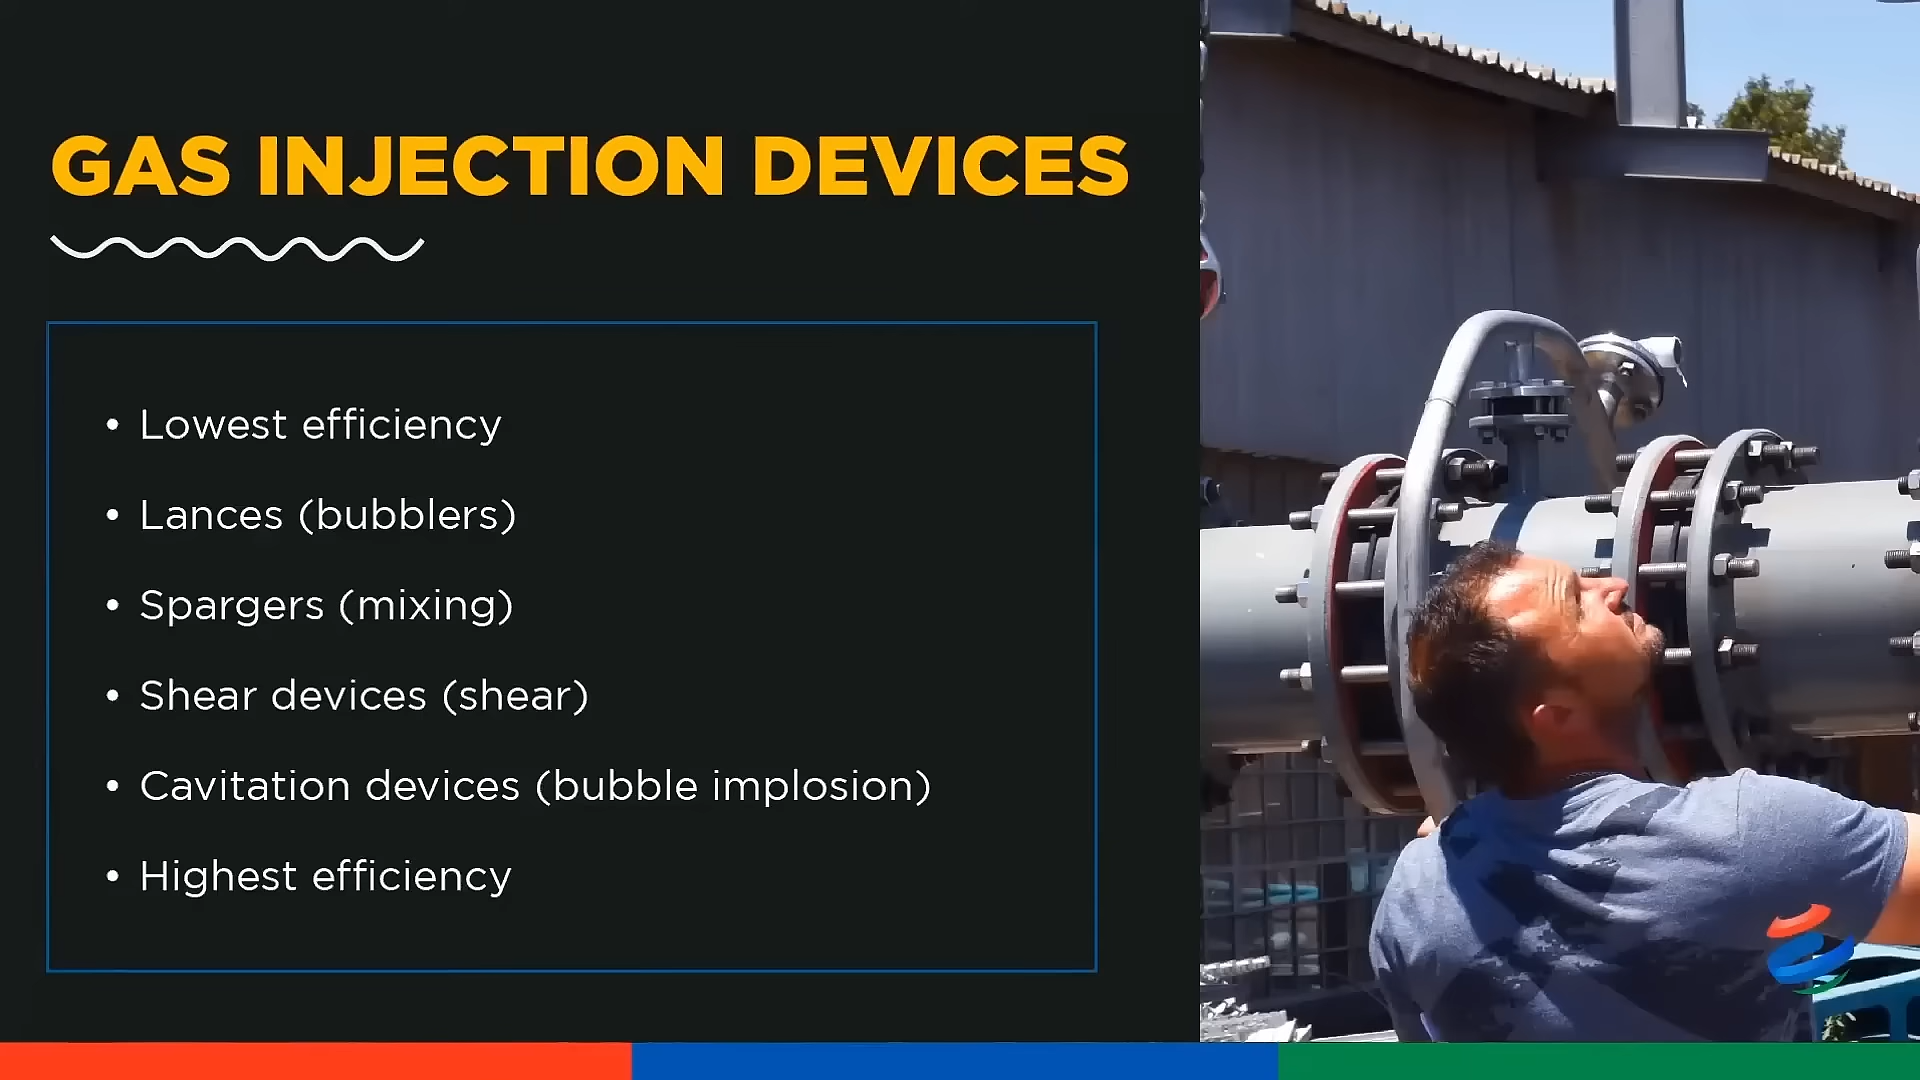 GAS INJECTION DEVICES
• Lowest efficiency
• Lances (bubblers)
• Spargers (mixing)
• Shear devices (shear)
• Cavitation devices (bubble implosion)
• Highest efficiency